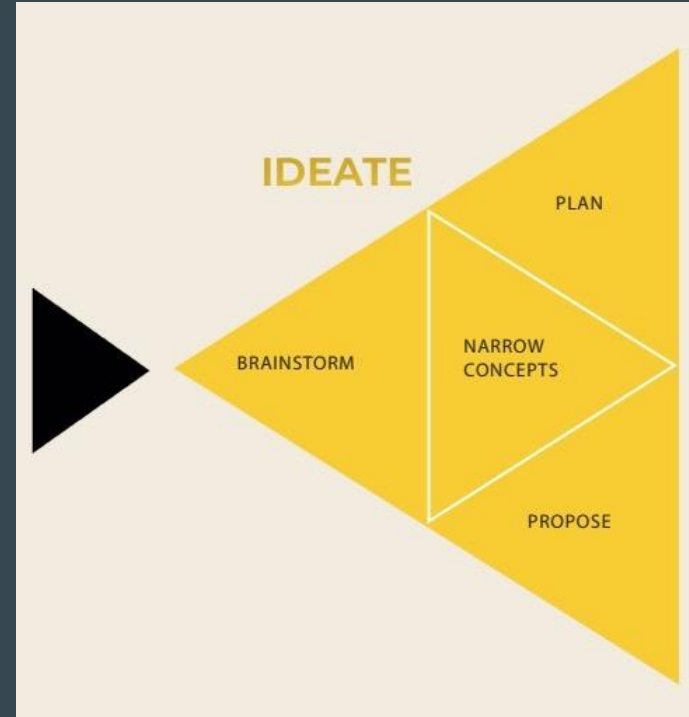 IDEATE
PLAN
BRAINSTORM
NARROW
CONCEPTS
PROPOSE